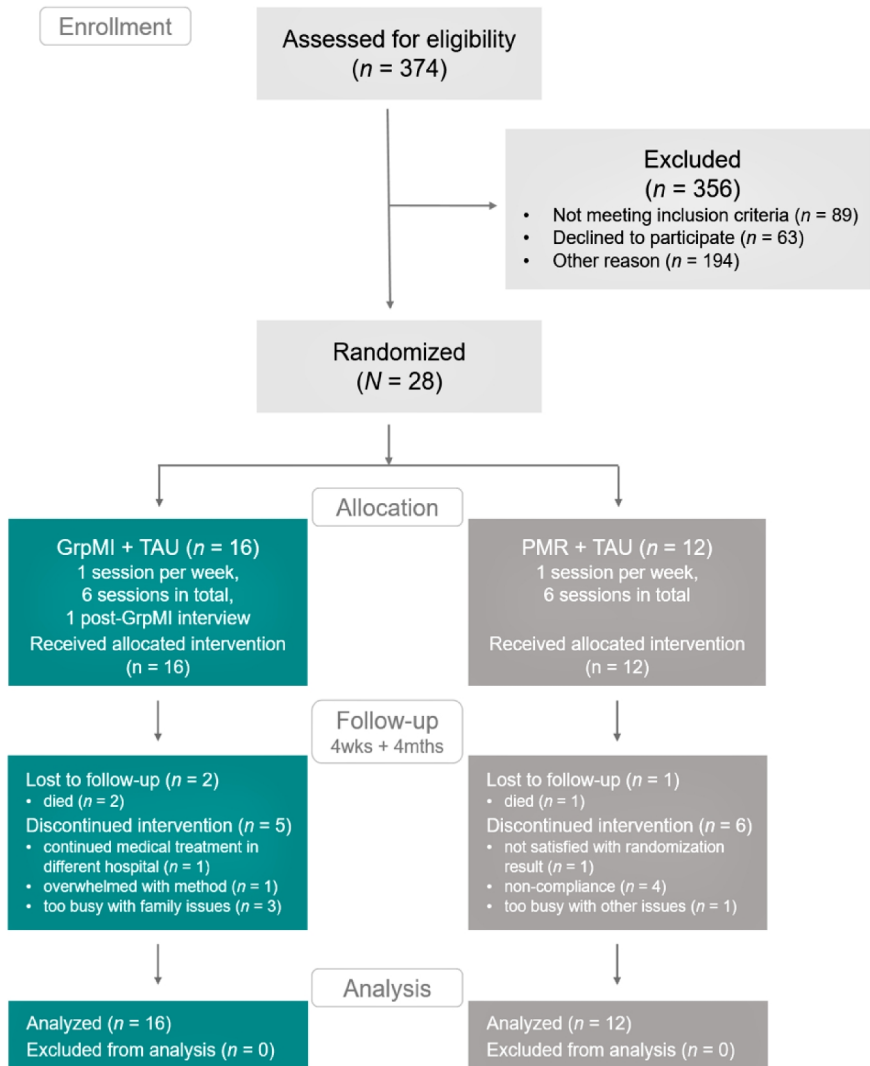 Enrollment
Assessed for eligibility
(n = 374)
Excluded
(n = 356)
• Not meeting inclusion criteria (n = 89)
• Declined to participate (n = 63)
• Other reason (n = 194)
Randomized
(N = 28)
Allocation
GrpMI + TAU (n = 16)
1 session per week,
6 sessions in total,
1 post-GrpMI interview
Received allocated intervention
(n = 16)
PMR + TAU (n = 12)
1 session per week,
6 sessions in total
Received allocated intervention
(n = 12)
Follow-up
4wks + 4mths
Lost to follow-up (n = 2)
• died (n = 2)
Discontinued intervention (n = 5)
• continued medical treatment in
different hospital (n = 1)
• overwhelmed with method (n = 1)
• too busy with family issues (n = 3)
Lost to follow-up (n = 1)
• died (n = 1)
Discontinued intervention (n = 6)
• not satisfied with randomization
result (n = 1)
• non-compliance (n = 4)
• too busy with other issues (n = 1)
Analysis
Analyzed (n = 16)
Excluded from analysis (n = 0)
Analyzed (n = 12)
Excluded from analysis (n = 0)